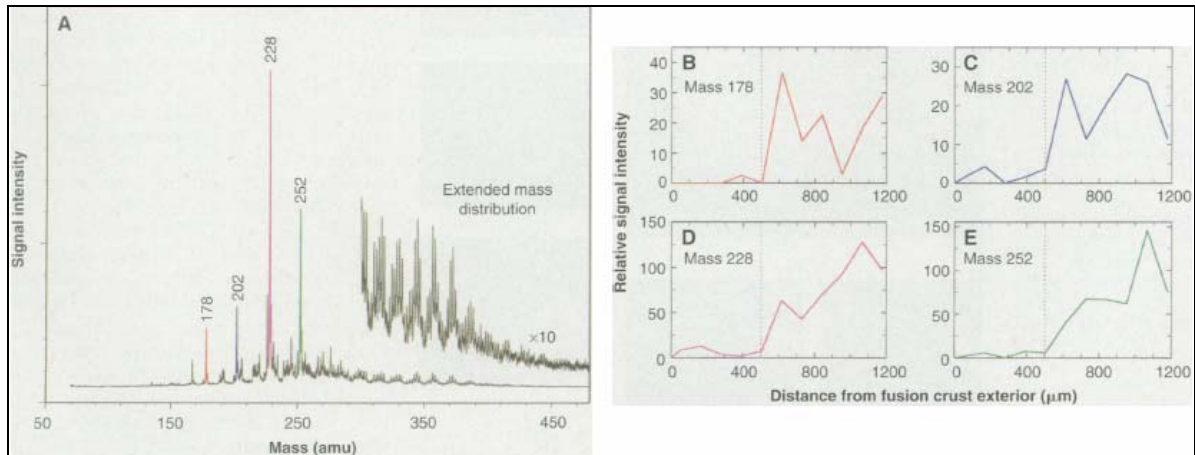 A
228
252
202
178
Extended mass
distribution
×10
Signal intensity
50
150
250
350
450
Mass (amu)
B
Mass 178
40
30
20
10
0
C
Mass 202
30
20
10
0
D
Mass 228
150
100
50
0
0
400
800
1200
E
Mass 252
150
100
50
0
0
400
800
1200
Relative signal intensity
Distance from fusion crust exterior (μm)